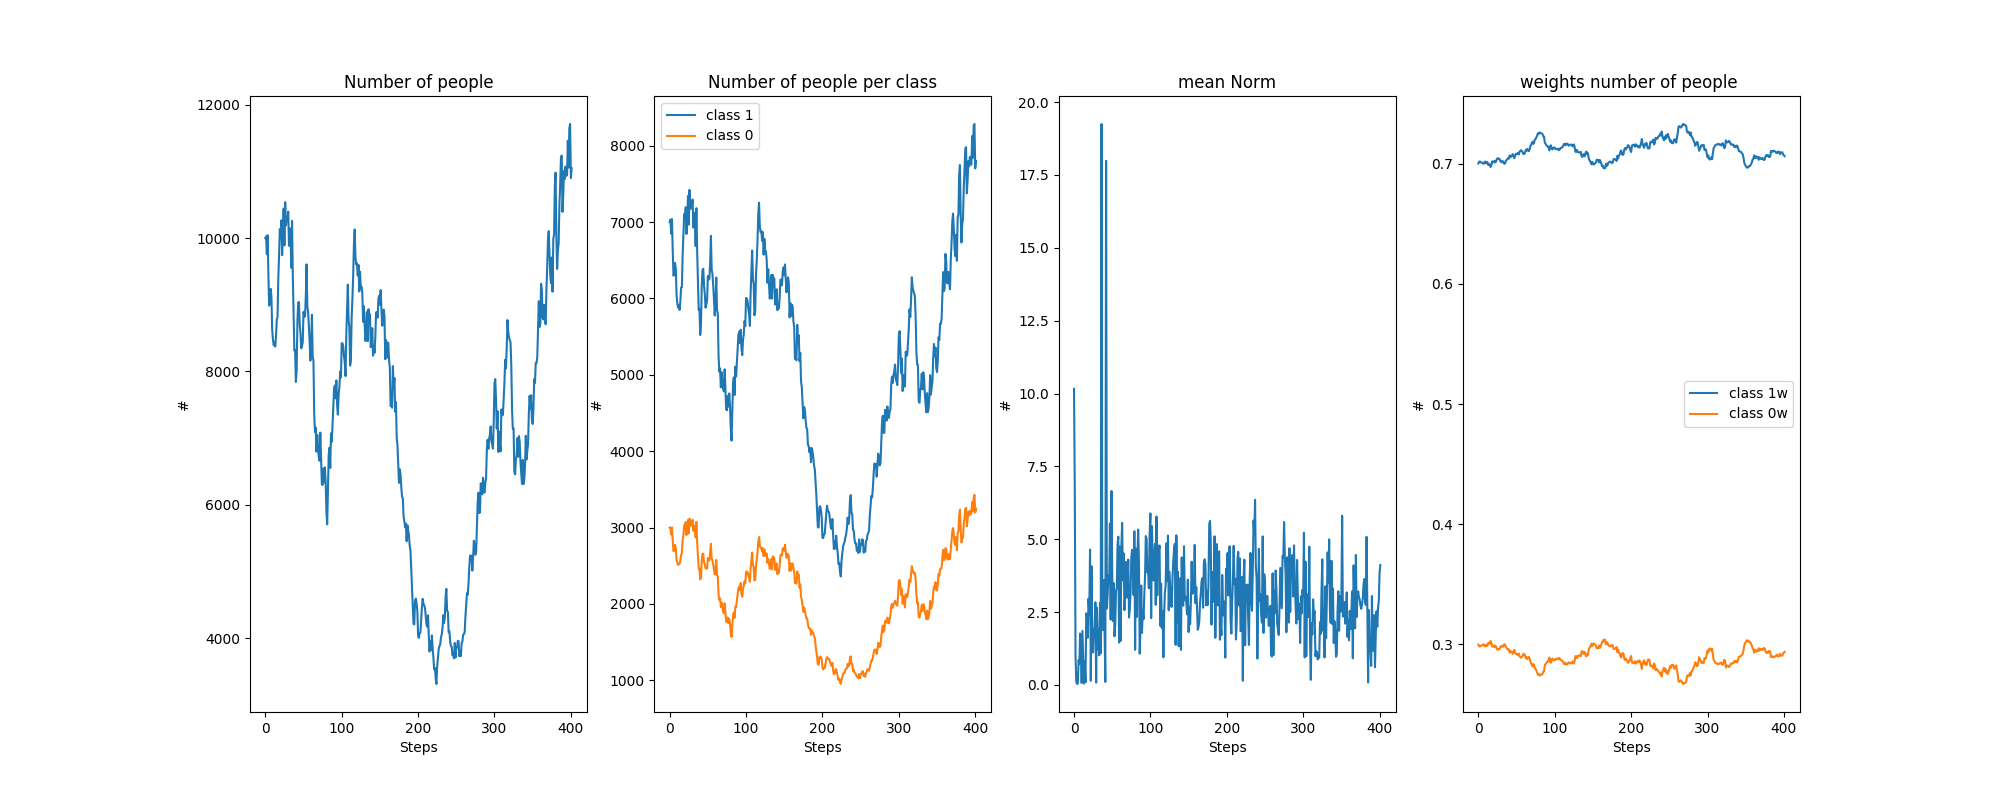 Number of people
12000
10000
8000
6000
4000
#
0 100 200 300 400
Steps
Number of people per class
class 1
class 0
8000
7000
6000
5000
4000
3000
2000
1000
#
0 100 200 300 400
Steps
mean Norm
20.0
17.5
15.0
12.5
10.0
7.5
5.0
2.5
0.0
#
0 100 200 300 400
Steps
weights number of people
0.7
0.6
0.5
0.4
0.3
#
class 1w
class 0w
0 100 200 300 400
Steps